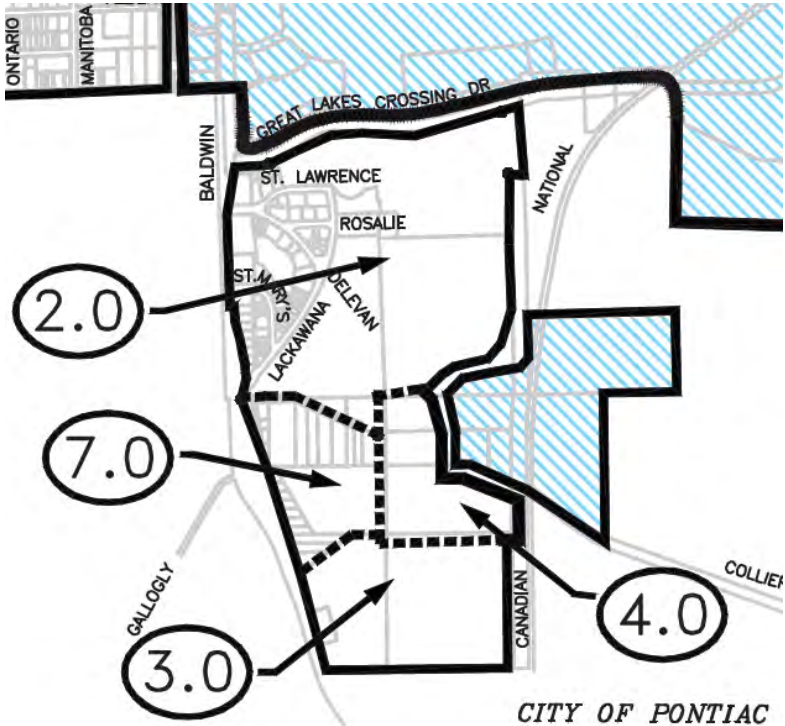 ONTARIO
MANITOBA
GREAT LAKES CROSSING DR
BALDWIN
ST. LAWRENCE
NATIONAL
ROSALIE
ST.MARY'S
DELEVAN
2.0
LACKAWANA
7.0
GALLOGLY
COLLIER
4.0
CANADIAN
3.0
CITY OF PONTIAC